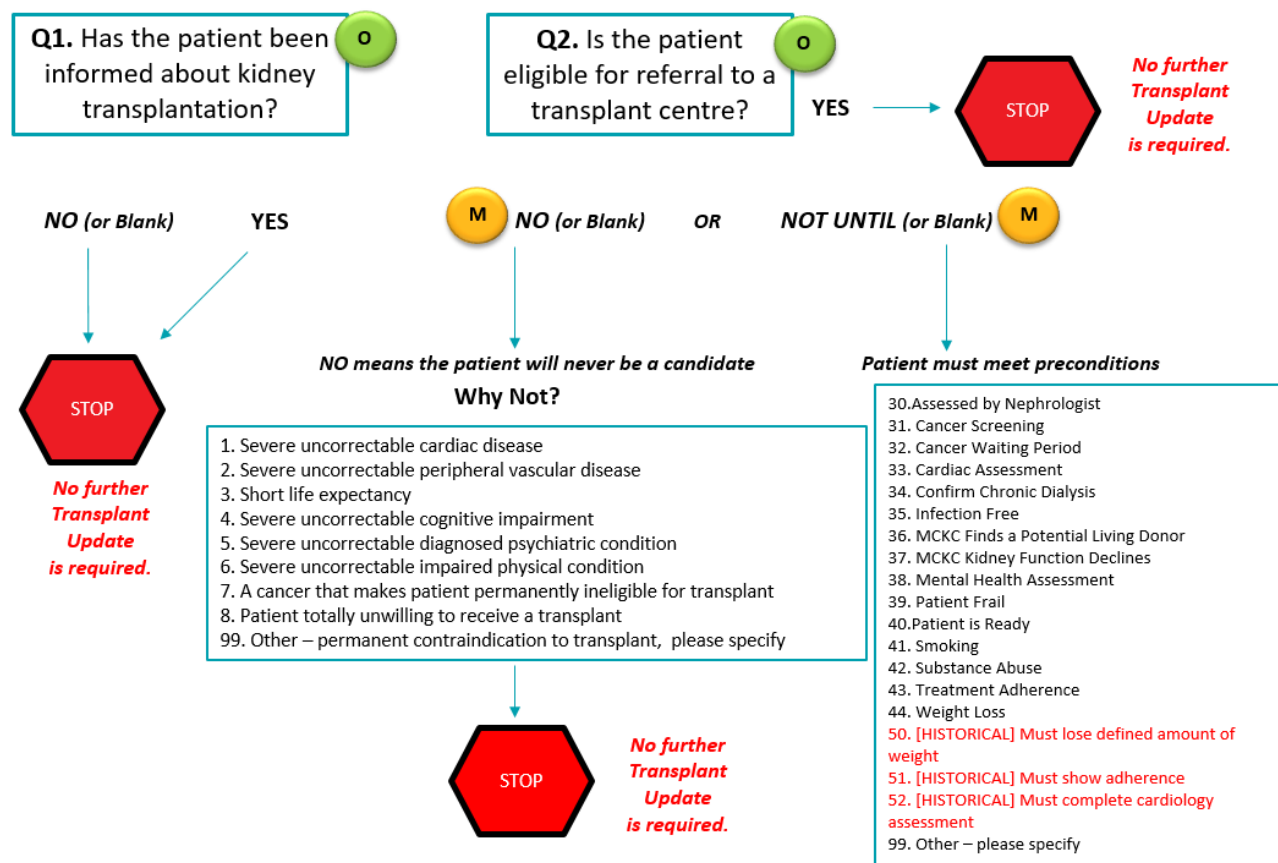 Q1. Has the patient been
informed about kidney
transplantation?
O
Q2. Is the patient
eligible for referral to a
transplant centre?
O
YES
STOP
No further
Transplant
Update
is required.
NO (or Blank)
YES
M
NO (or Blank)
OR
NOT UNTIL (or Blank)
M
STOP
No further
Transplant
Update
is required.
NO means the patient will never be a candidate
Why Not?
1. Severe uncorrectable cardiac disease
2. Severe uncorrectable peripheral vascular disease
3. Short life expectancy
4. Severe uncorrectable cognitive impairment
5. Severe uncorrectable diagnosed psychiatric condition
6. Severe uncorrectable impaired physical condition
7. A cancer that makes patient permanently ineligible for transplant
8. Patient totally unwilling to receive a transplant
99. Other – permanent contraindication to transplant, please specify
STOP
No further
Transplant
Update
is required.
Patient must meet preconditions
30.Assessed by Nephrologist
31. Cancer Screening
32. Cancer Waiting Period
33. Cardiac Assessment
34. Confirm Chronic Dialysis
35. Infection Free
36. MCKC Finds a Potential Living Donor
37. MCKC Kidney Function Declines
38. Mental Health Assessment
39. Patient Frail
40.Patient is Ready
41. Smoking
42. Substance Abuse
43. Treatment Adherence
44. Weight Loss
50. [HISTORICAL] Must lose defined amount of
weight
51. [HISTORICAL] Must show adherence
52. [HISTORICAL] Must complete cardiology
assessment
99. Other – please specify